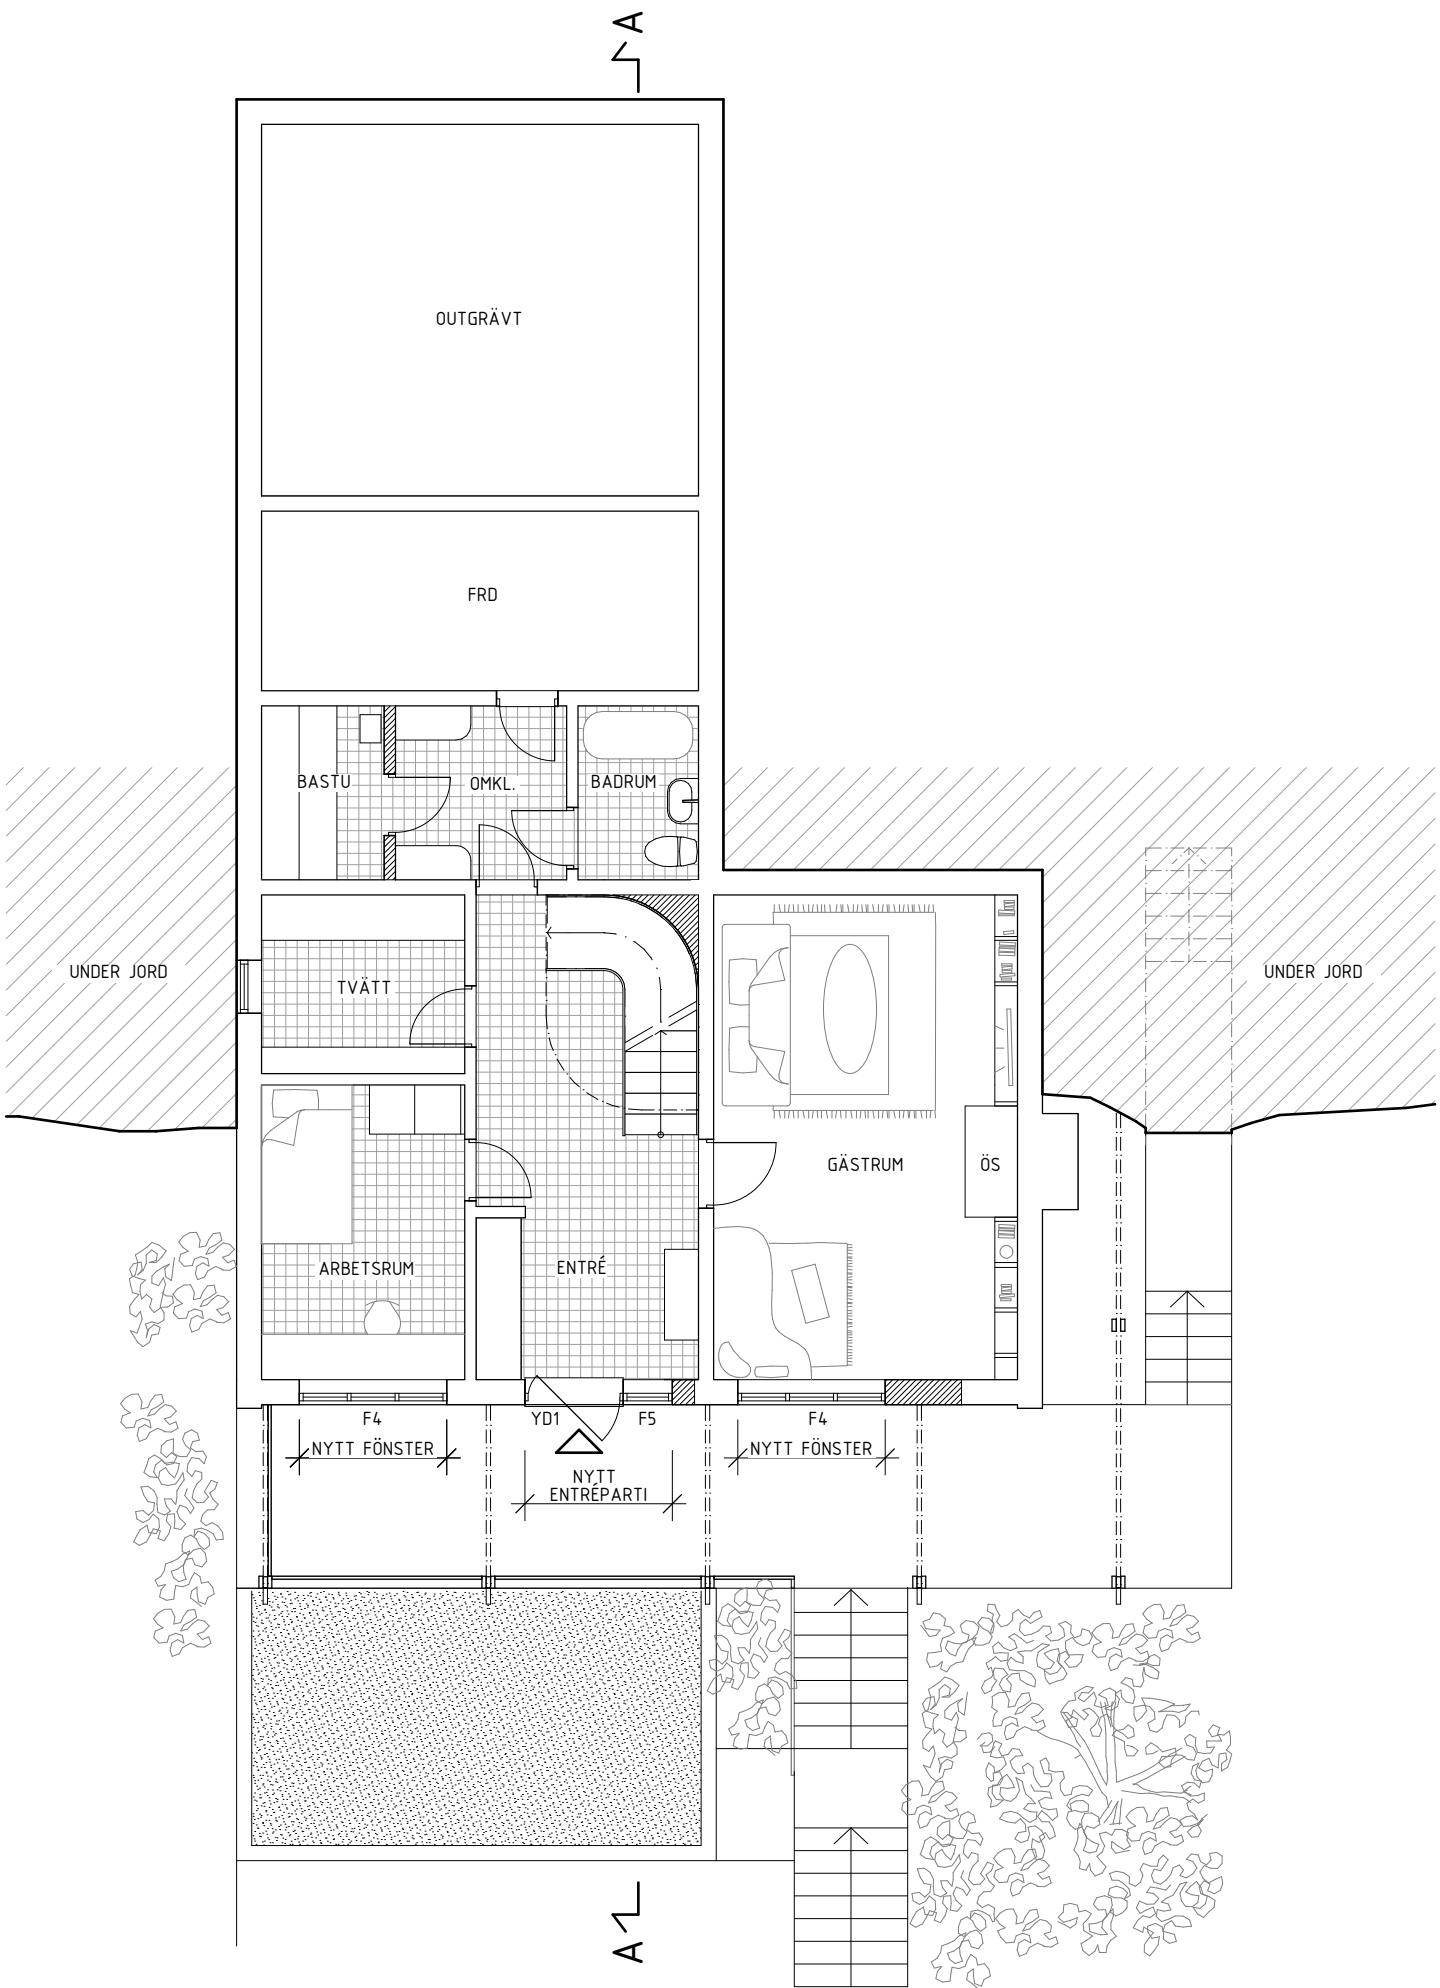 A
OUTGRÄVT
FRD
BASTU
OMKL.
BADRUM
UNDER JORD
TVÄTT
UNDER JORD
GÄSTRUM
ÖS
ARBETSRUM
ENTRÉ
F4
YD1
F5
F4
NYTT FÖNSTER
NYTT FÖNSTER
NYTT
ENTRÉPARTI
A